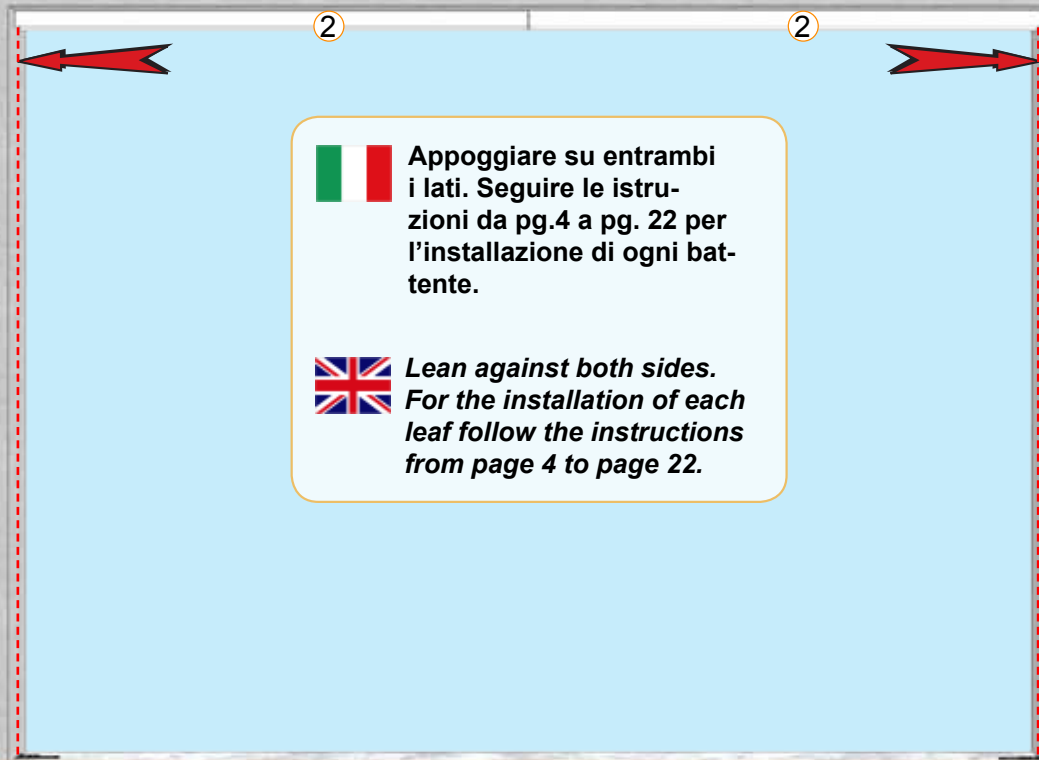 2 2
Appoggiare su entrambi
i lati. Seguire le istru-
zioni da pg.4 a pg. 22 per
l’installazione di ogni bat-
tente.
Lean against both sides.
For the installation of each
leaf follow the instructions
from page 4 to page 22.